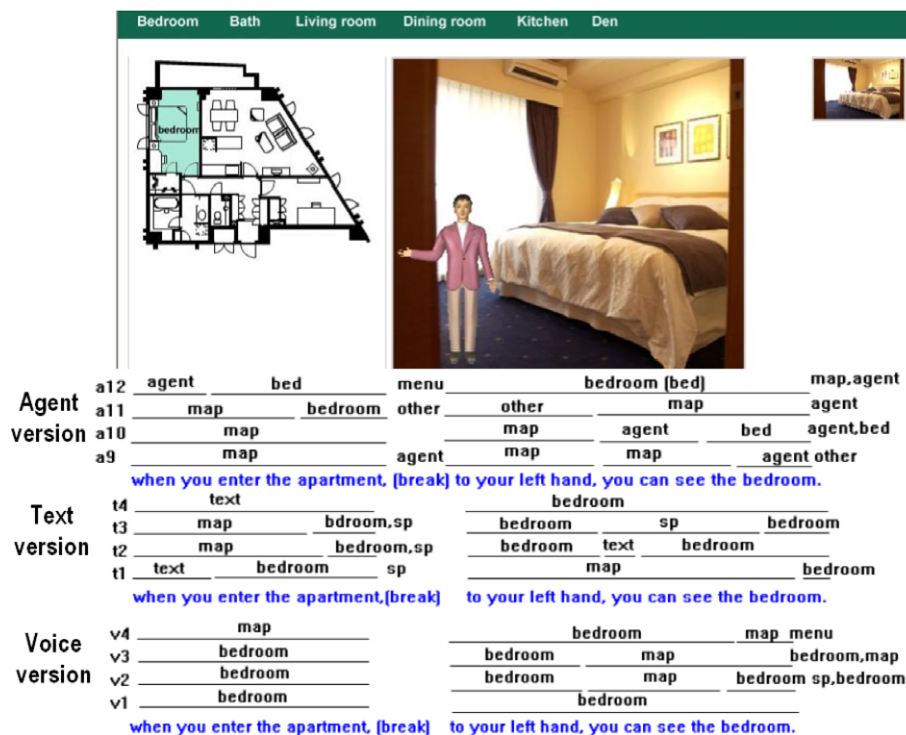 Bedroom Bath Living room Dining room Kitchen Den
bedroom
Agent version
a12 agent bed menu bedroom (bed) map,agent
a11 map bedroom other other map agent
a10 map map agent bed agent,bed
a9 map agent map map agent other
when you enter the apartment, (break) to your left hand, you can see the bedroom.
Text version
t4 text bedroom
t3 map bdroom,sp bedroom sp bedroom
t2 map bedroom,sp bedroom text bedroom
t1 text bedroom sp map bedroom
when you enter the apartment,(break) to your left hand, you can see the bedroom.
Voice version
v4 map bedroom map menu
v3 bedroom bedroom map bedroom,map
v2 bedroom bedroom map bedroom sp,bedroom
v1 bedroom bedroom
when you enter the apartment, (break) to your left hand, you can see the bedroom.